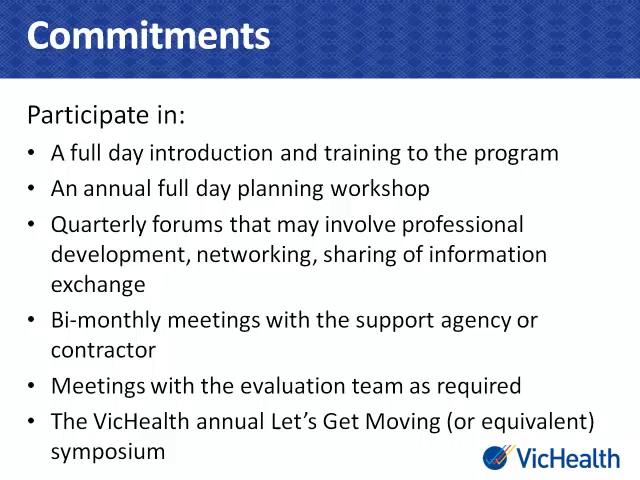 Commitments
Participate in:
• A full day introduction and training to the program
• An annual full day planning workshop
• Quarterly forums that may involve professional
development, networking, sharing of information
exchange
• Bi-monthly meetings with the support agency or
contractor
• Meetings with the evaluation team as required
• The VicHealth annual Let's Get Moving (or equivalent)
symposium
VicHealth